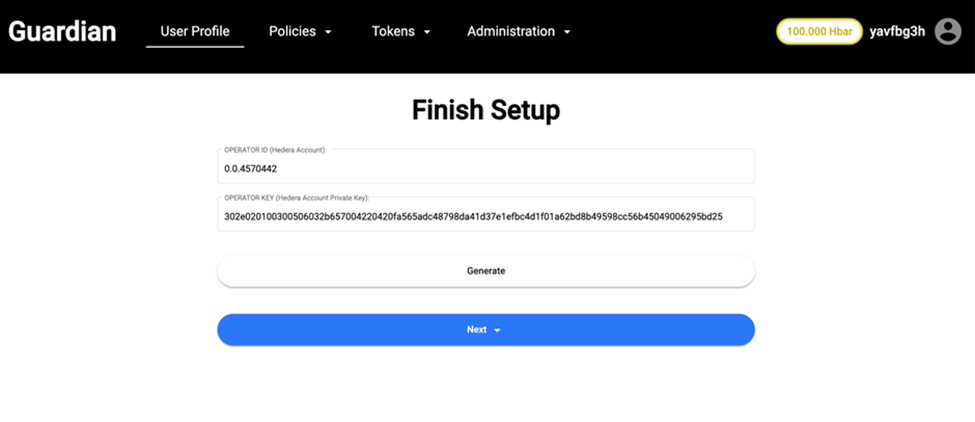 Guardian User Profile Policies Tokens Administration 100.000 Hbar yavfbg3h
Finish Setup
OPERATOR ID (Hedera Account):
0.0.4570442
OPERATOR KEY (Hedera Account Private Key):
302e020100300506032b657004220420fa565adc48798da41d37e1efbc4d1f01a62bd8b49598cc56b45049006295bd25
Generate
Next